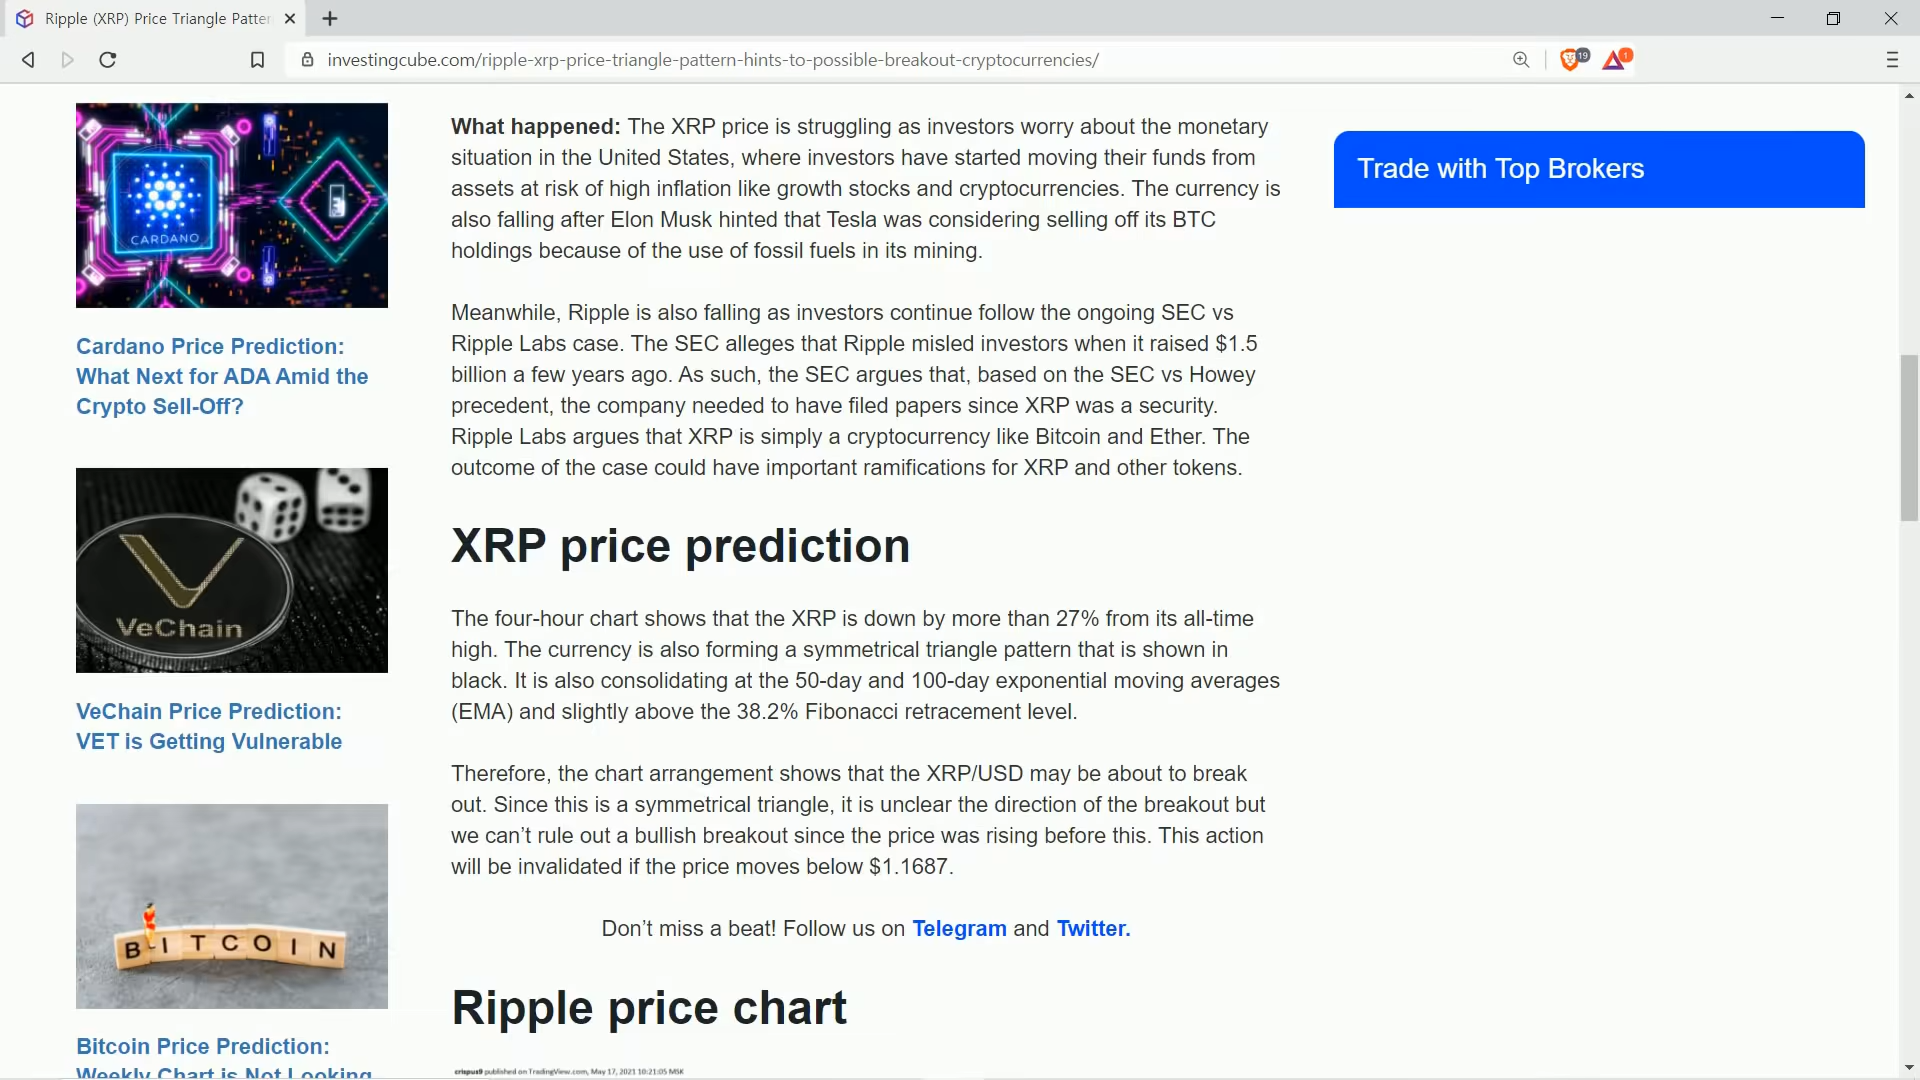 Ripple (XRP) Price Triangle Patter
investingcube.com/ripple-xrp-price-triangle-pattern-hints-to-possible-breakout-cryptocurrencies/
19
1
CARDANO
Cardano Price Prediction:
What Next for ADA Amid the
Crypto Sell-Off?
VeChain
VeChain Price Prediction:
VET is Getting Vulnerable
BITCOIN
Bitcoin Price Prediction:
Weekly Chart is Not Looking
What happened: The XRP price is struggling as investors worry about the monetary
situation in the United States, where investors have started moving their funds from
assets at risk of high inflation like growth stocks and cryptocurrencies. The currency is
also falling after Elon Musk hinted that Tesla was considering selling off its BTC
holdings because of the use of fossil fuels in its mining.
Meanwhile, Ripple is also falling as investors continue follow the ongoing SEC vs
Ripple Labs case. The SEC alleges that Ripple misled investors when it raised $1.5
billion a few years ago. As such, the SEC argues that, based on the SEC vs Howey
precedent, the company needed to have filed papers since XRP was a security.
Ripple Labs argues that XRP is simply a cryptocurrency like Bitcoin and Ether. The
outcome of the case could have important ramifications for XRP and other tokens.
XRP price prediction
The four-hour chart shows that the XRP is down by more than 27% from its all-time
high. The currency is also forming a symmetrical triangle pattern that is shown in
black. It is also consolidating at the 50-day and 100-day exponential moving averages
(EMA) and slightly above the 38.2% Fibonacci retracement level.
Therefore, the chart arrangement shows that the XRP/USD may be about to break
out. Since this is a symmetrical triangle, it is unclear the direction of the breakout but
we can’t rule out a bullish breakout since the price was rising before this. This action
will be invalidated if the price moves below $1.1687.
Don’t miss a beat! Follow us on Telegram and Twitter.
Ripple price chart
crispus9 published on TradingView.com, May 17, 2021 10:21:05 MSK
Trade with Top Brokers